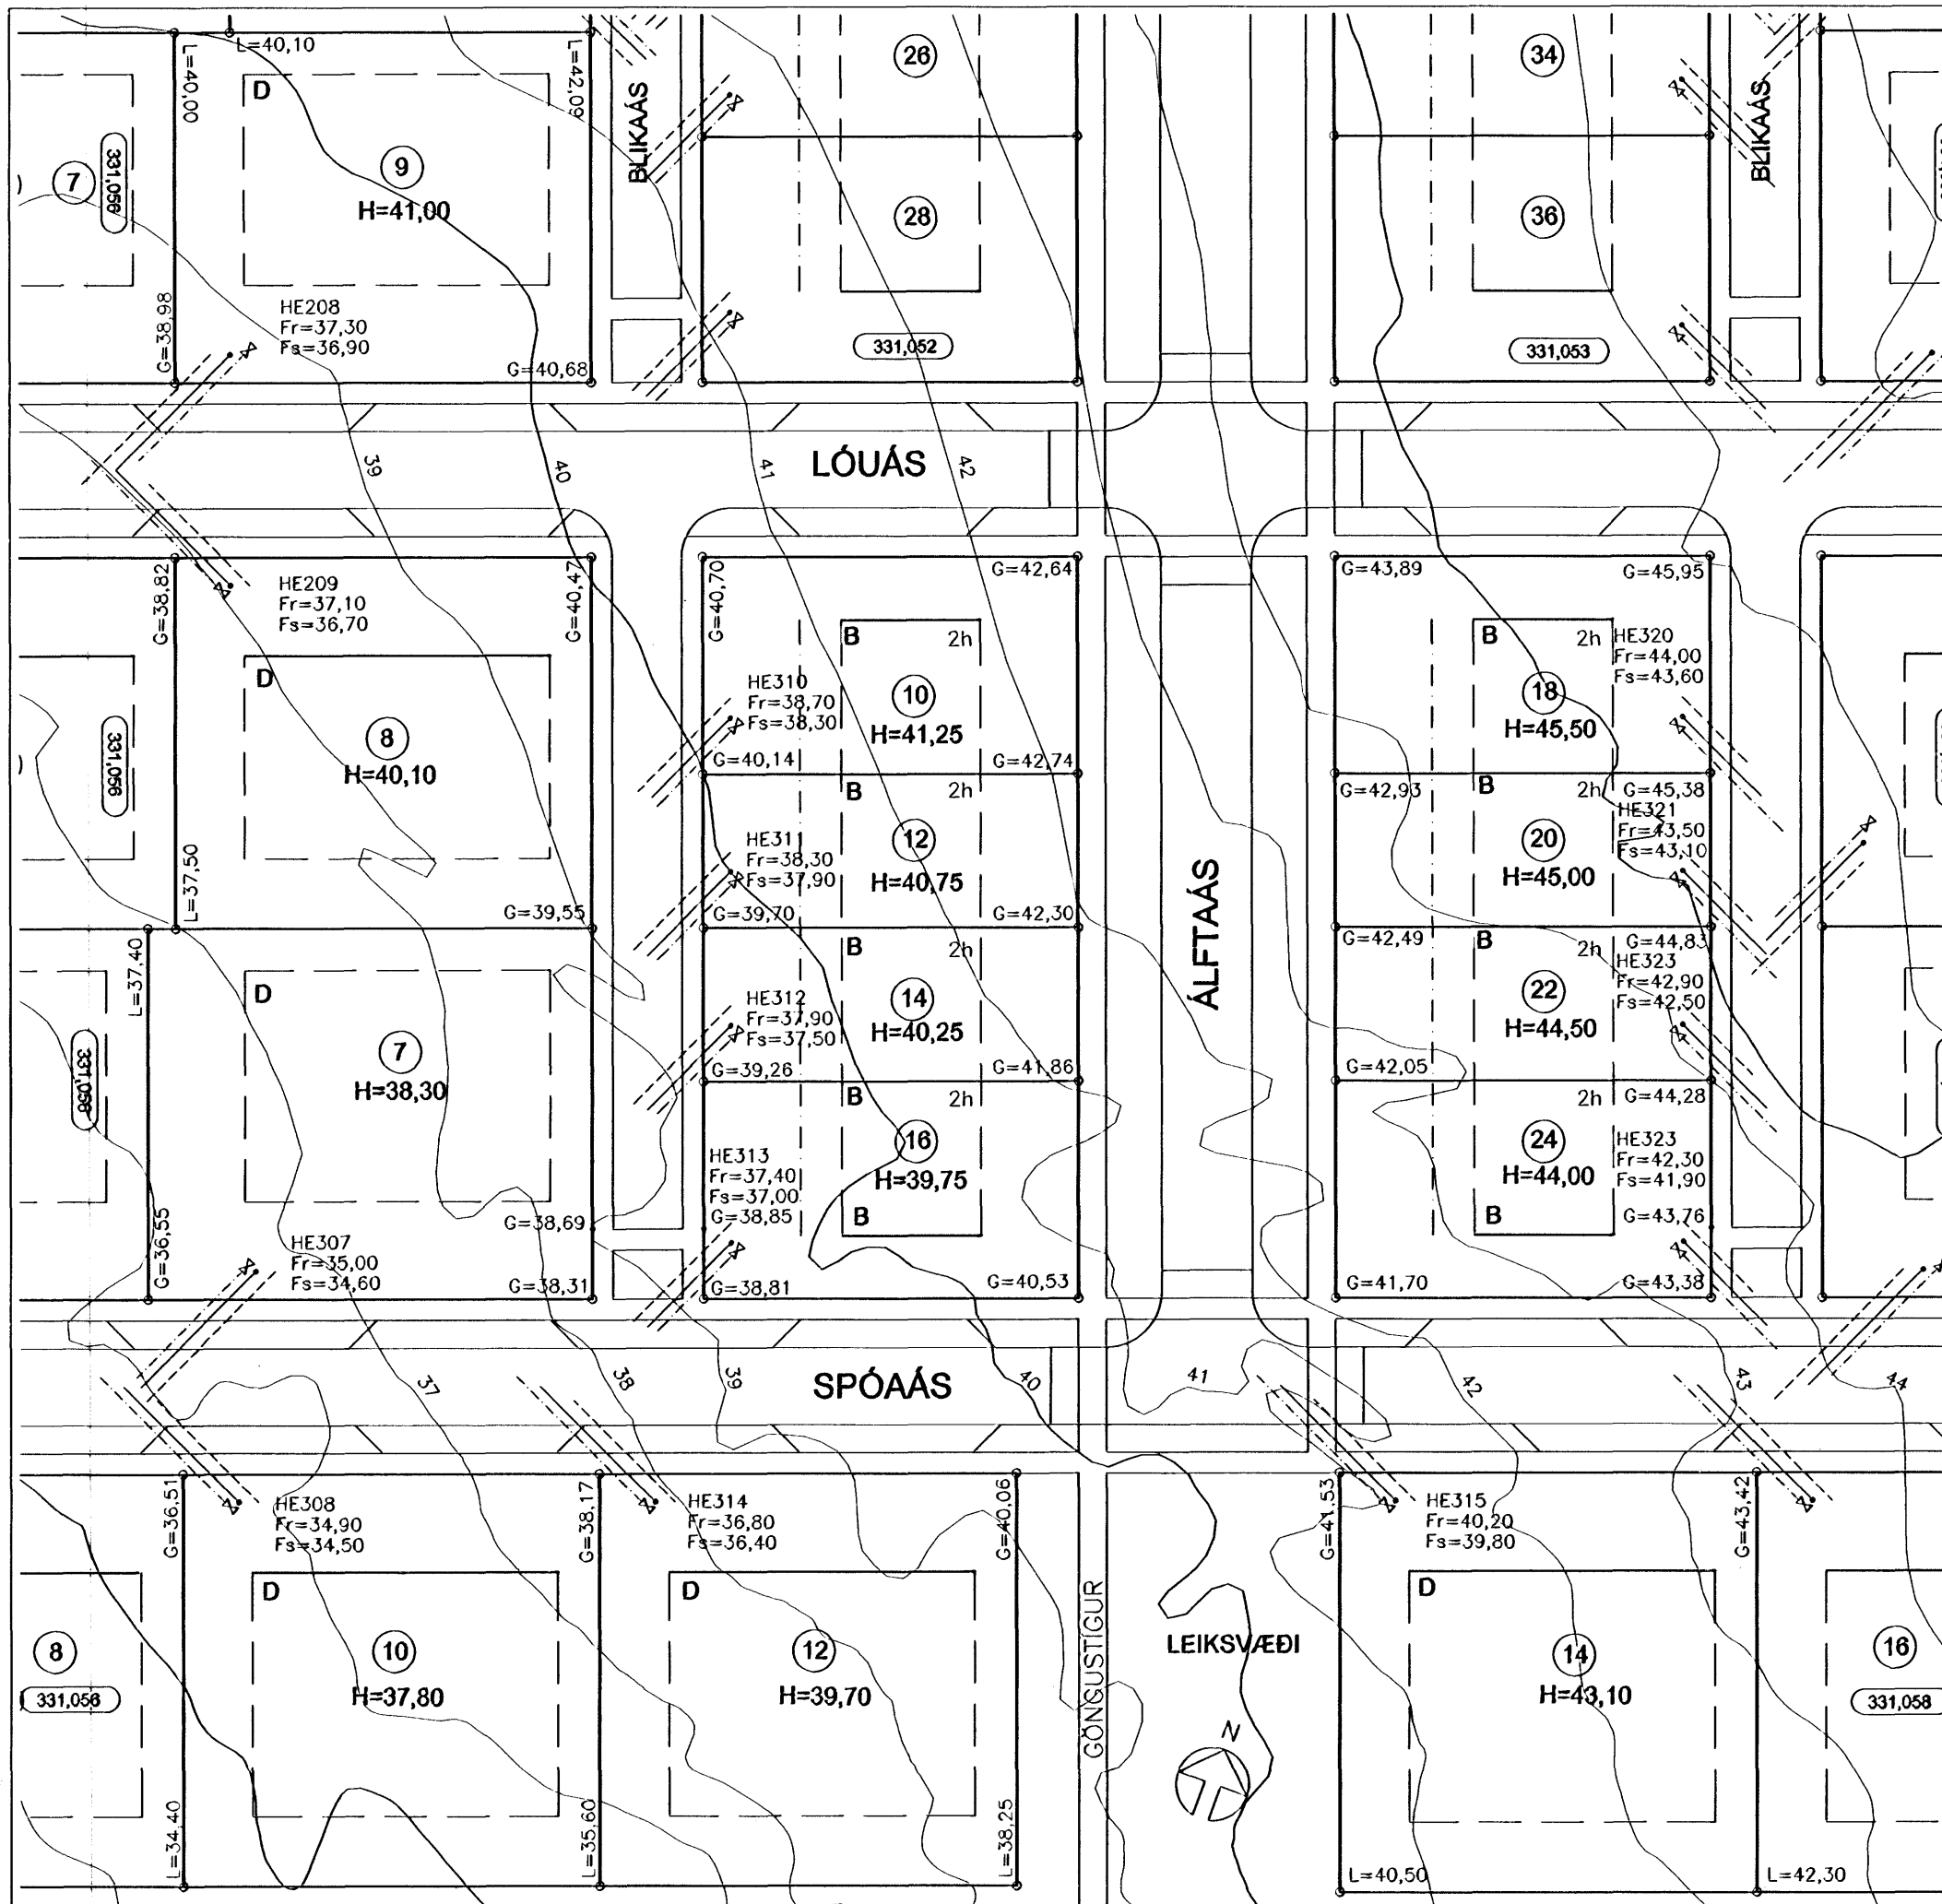 L=40,10
L=40,00
L=42,09
D
9
H=41,00
7
331,056
G=38,98
HE208
Fr=37,30
Fs=36,90
G=40,68
BLIKAÁS
26
28
331,052
34
36
331,053
BLIKAÁS
39
40
41
LÓUÁS
42
G=38,82
HE209
Fr=37,10
Fs=36,70
G=40,47
D
8
H=40,10
331,056
L=37,50
G=39,55
G=40,70
G=42,64
B
2h
HE310
Fr=38,70
Fs=38,30
10
H=41,25
G=40,14
G=42,74
B
2h
HE311
Fr=38,30
Fs=37,90
12
H=40,75
G=39,70
G=42,30
B
2h
HE312
Fr=37,90
Fs=37,50
14
H=40,25
G=39,26
G=41,86
B
2h
16
H=39,75
HE313
Fr=37,40
Fs=37,00
G=38,85
B
G=38,81
G=40,53
ÁLFTAÁS
G=43,89
G=45,95
B
2h
HE320
Fr=44,00
Fs=43,60
18
H=45,50
G=42,93
G=45,38
B
2h
HE321
Fr=43,50
Fs=43,10
20
H=45,00
G=42,49
G=44,83
B
2h
HE323
Fr=42,90
Fs=42,50
22
H=44,50
G=42,05
G=44,28
2h
24
H=44,00
HE323
Fr=42,30
Fs=41,90
B
G=43,76
G=41,70
G=43,38
L=37,40
D
7
H=38,30
331,056
G=36,55
G=38,69
HE307
Fr=35,00
Fs=34,60
G=38,31
37
38
39
SPÓAÁS
40
41
42
43
44
G=36,51
HE308
Fr=34,90
Fs=34,50
G=38,17
HE314
Fr=36,80
Fs=36,40
G=40,06
G=41,53
HE315
Fr=40,20
Fs=39,80
G=43,42
8
331,056
D
10
H=37,80
D
12
H=39,70
GÖNGUSTÍGUR
LEIKSVÆÐI
N
D
14
H=43,10
16
331,058
L=34,40
L=35,60
L=38,25
L=40,50
L=42,30